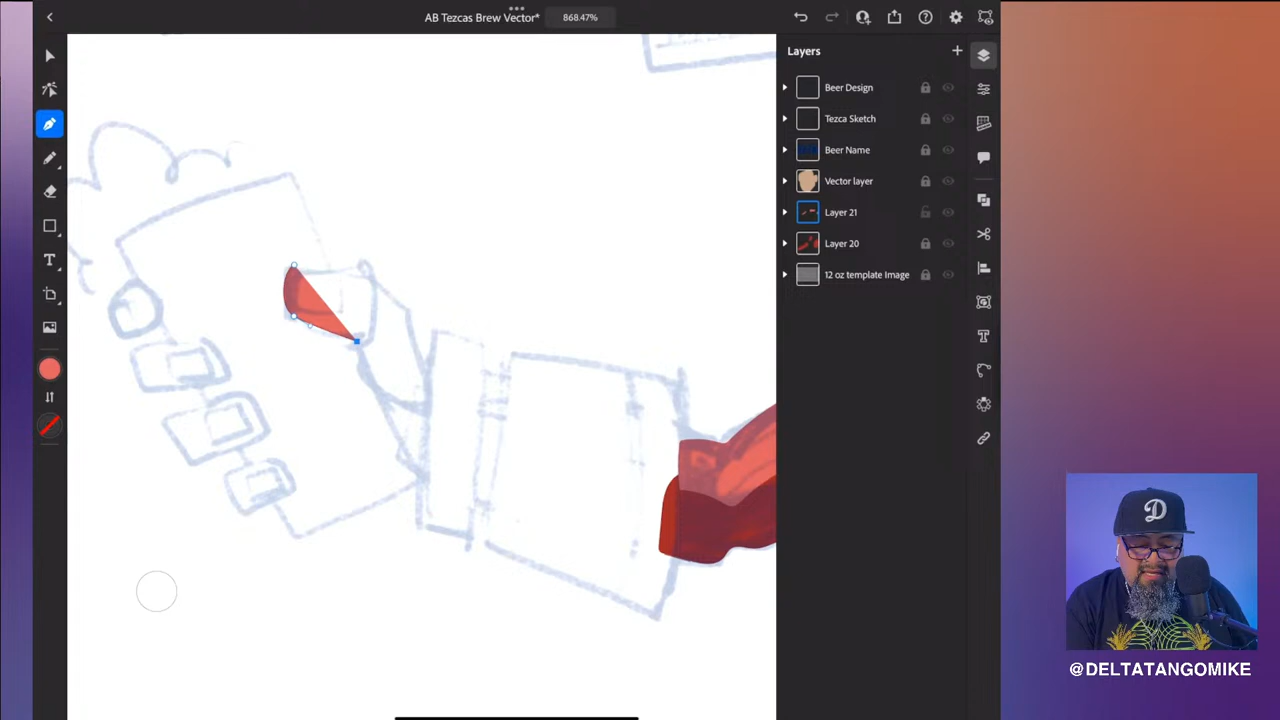 AB Tezcas Brew Vector*
868.47%
Layers
Beer Design
Tezca Sketch
Beer Name
Vector layer
Layer 21
Layer 20
12 oz template Image
D
@DELTATANGOMIKE